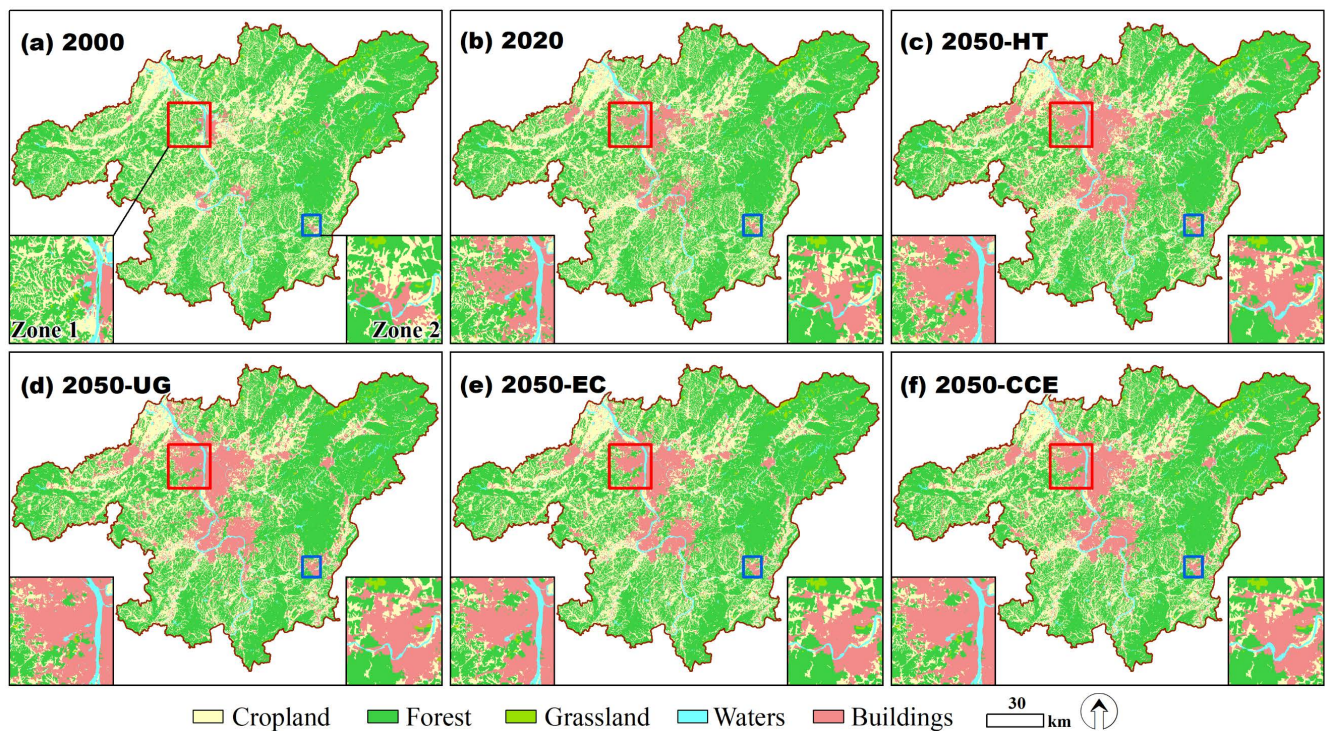 (a) 2000
(b) 2020
(c) 2050-HT
Zone 1
Zone 2
(d) 2050-UG
(e) 2050-EC
(f) 2050-CCE
Cropland
Forest
Grassland
Waters
Buildings
30
km